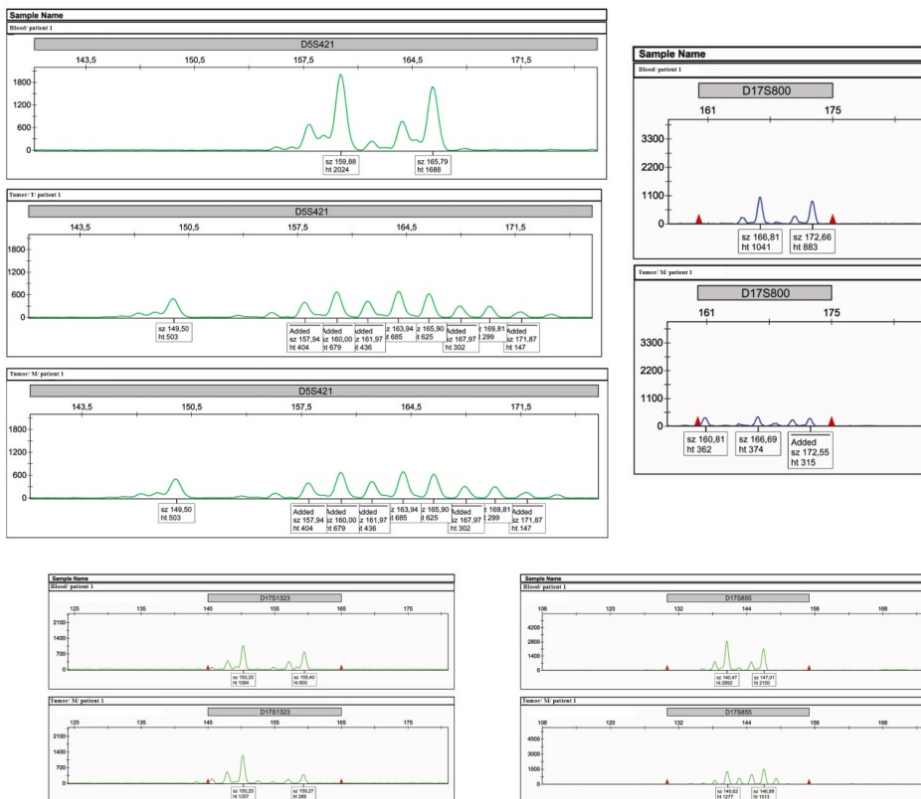 Sample Name
Blood/ patient 1
D5S421
143,5 150,5 157,5 164,5 171,5
1800
1200
600
0
sz 159,88
ht 2024
sz 165,79
ht 1688
Tumor/ T/ patient 1
D5S421
143,5 150,5 157,5 164,5 171,5
1800
1200
600
0
sz 149,50
ht 503
Added
sz 157,94
ht 404
Added
sz 160,00
ht 679
Added
sz 161,97
ht 436
z 163,94
t 685
z 165,90
t 625
Added
sz 167,97
ht 302
z 169,81
t 299
Added
sz 171,87
ht 147
Tumor/ M/ patient 1
D5S421
143,5 150,5 157,5 164,5 171,5
1800
1200
600
0
sz 149,50
ht 503
Added
sz 157,94
ht 404
Added
sz 160,00
ht 679
Added
sz 161,97
ht 436
z 163,94
t 685
z 165,90
t 625
Added
sz 167,97
ht 302
z 169,81
t 299
Added
sz 171,87
ht 147
Sample Name
Blood/ patient 1
D17S800
161 175
3300
2200
1100
0
sz 166,81
ht 1041
sz 172,66
ht 883
Tumor/ M/ patient 1
D17S800
161 175
3300
2200
1100
0
sz 160,81
ht 362
sz 166,69
ht 374
Added
sz 172,55
ht 315
Sample Name
Blood/ patient 1
D17S1323
125 135 145 155 165 175
2100
1400
700
0
Tumor/ M/ patient 1
D17S1323
125 135 145 155 165 175
2100
1400
700
0
Sample Name
Blood/ patient 1
D17S855
108 120 132 144 156 168
4200
2800
1400
0
Tumor/ M/ patient 1
D17S855
108 120 132 144 156 168
4500
3000
1500
0